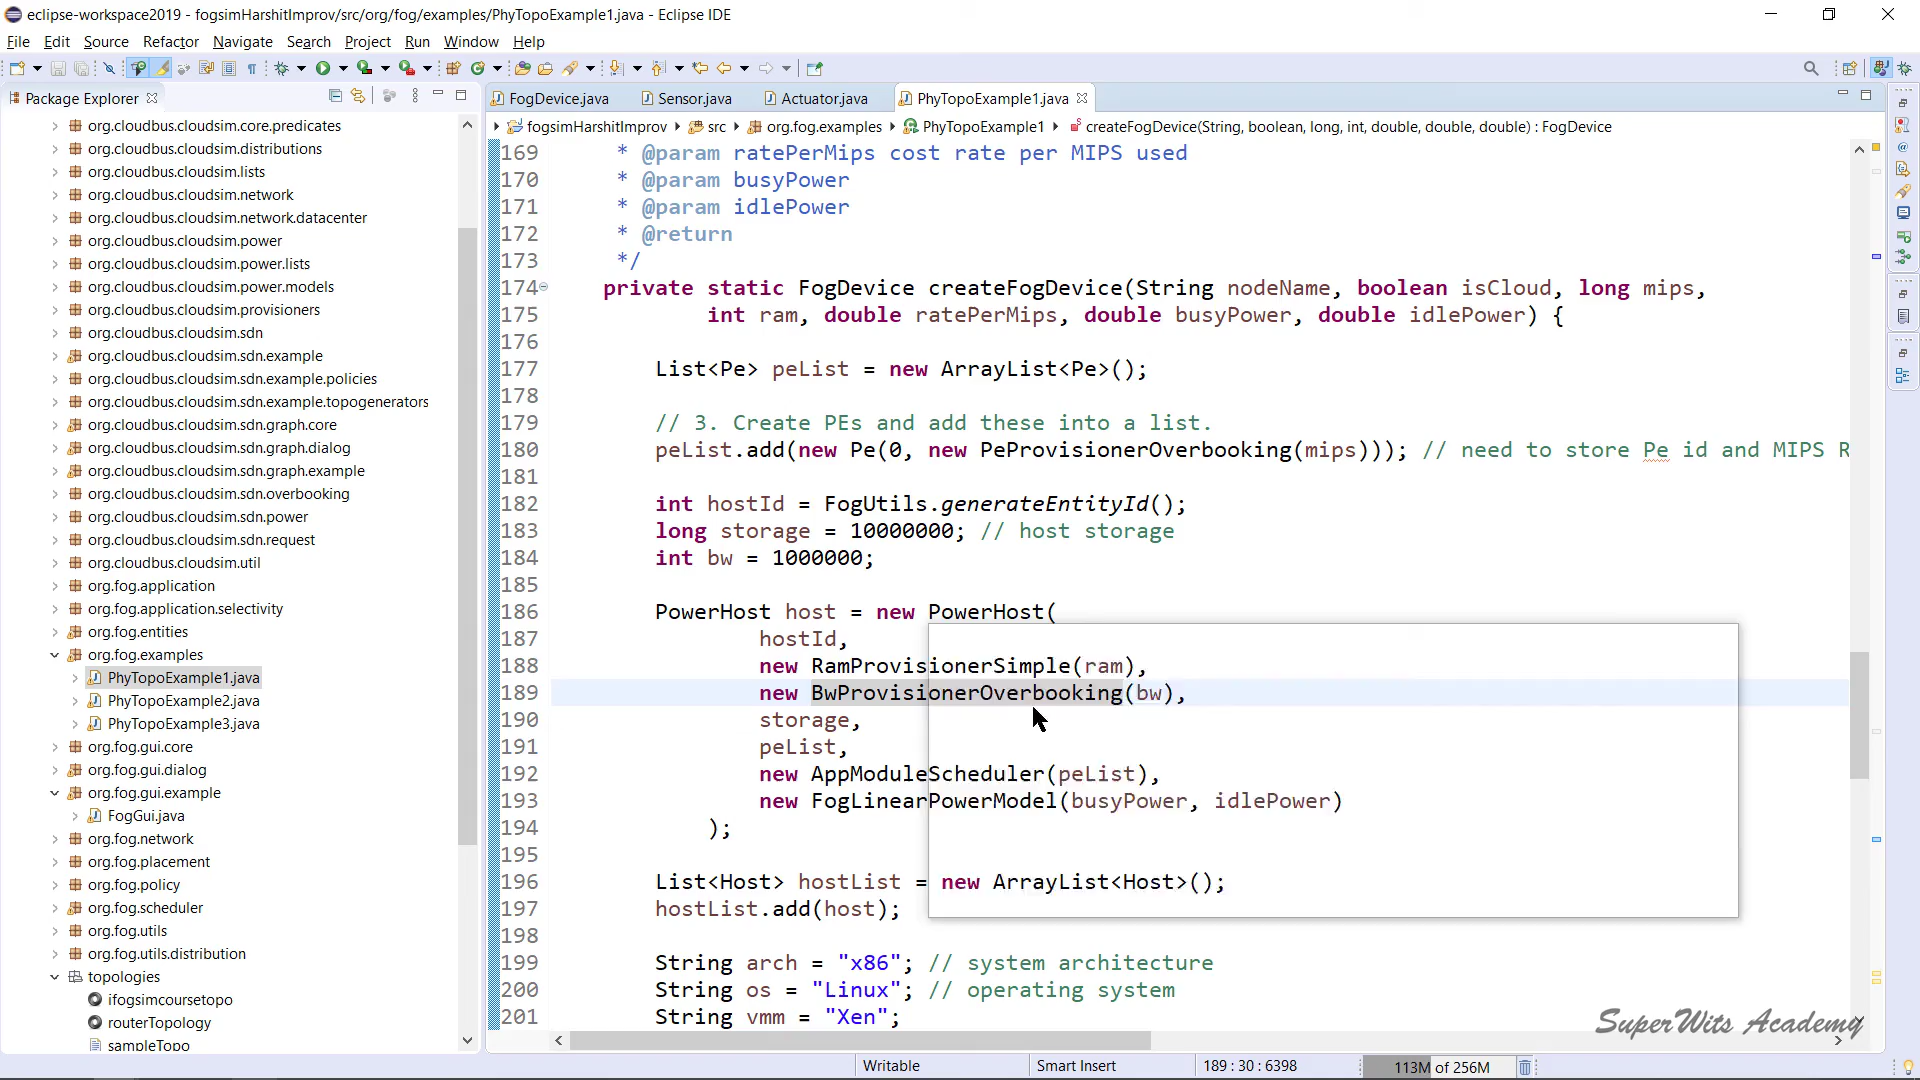 eclipse-workspace2019 - fogsimHarshitImprov/src/org/fog/examples/PhyTopoExample1.java - Eclipse IDE
File Edit Source Refactor Navigate Search Project Run Window Help
Package Explorer
org.cloudbus.cloudsim.core.predicates
org.cloudbus.cloudsim.distributions
org.cloudbus.cloudsim.lists
org.cloudbus.cloudsim.network
org.cloudbus.cloudsim.network.datacenter
org.cloudbus.cloudsim.power
org.cloudbus.cloudsim.power.lists
org.cloudbus.cloudsim.power.models
org.cloudbus.cloudsim.provisioners
org.cloudbus.cloudsim.sdn
org.cloudbus.cloudsim.sdn.example
org.cloudbus.cloudsim.sdn.example.policies
org.cloudbus.cloudsim.sdn.example.topogenerators
org.cloudbus.cloudsim.sdn.graph.core
org.cloudbus.cloudsim.sdn.graph.dialog
org.cloudbus.cloudsim.sdn.graph.example
org.cloudbus.cloudsim.sdn.overbooking
org.cloudbus.cloudsim.sdn.power
org.cloudbus.cloudsim.sdn.request
org.cloudbus.cloudsim.util
org.fog.application
org.fog.application.selectivity
org.fog.entities
org.fog.examples
PhyTopoExample1.java
PhyTopoExample2.java
PhyTopoExample3.java
org.fog.gui.core
org.fog.gui.dialog
org.fog.gui.example
FogGui.java
org.fog.network
org.fog.placement
org.fog.policy
org.fog.scheduler
org.fog.utils
org.fog.utils.distribution
topologies
ifogsimcoursetopo
routerTopology
sampleTopo
FogDevice.java Sensor.java Actuator.java PhyTopoExample1.java
fogsimHarshitImprov src org.fog.examples PhyTopoExample1 createFogDevice(String, boolean, long, int, double, double, double) : FogDevice
169 * @param ratePerMips cost rate per MIPS used
170 * @param busyPower
171 * @param idlePower
172 * @return
173 */
174 private static FogDevice createFogDevice(String nodeName, boolean isCloud, long mips,
175 int ram, double ratePerMips, double busyPower, double idlePower) {
176
177 List<Pe> peList = new ArrayList<Pe>();
178
179 // 3. Create PEs and add these into a list.
180 peList.add(new Pe(0, new PeProvisionerOverbooking(mips))); // need to store Pe id and MIPS R
181
182 int hostId = FogUtils.generateEntityId();
183 long storage = 10000000; // host storage
184 int bw = 1000000;
185
186 PowerHost host = new PowerHost(
187 hostId,
188 new RamProvisionerSimple(ram),
189 new BwProvisionerOverbooking(bw),
190 storage,
191 peList,
192 new AppModuleScheduler(peList),
193 new FogLinearPowerModel(busyPower, idlePower)
194 );
195
196 List<Host> hostList = new ArrayList<Host>();
197 hostList.add(host);
198
199 String arch = "x86"; // system architecture
200 String os = "Linux"; // operating system
201 String vmm = "Xen";
SuperWits Academy
Writable Smart Insert 189 : 30 : 6398 113M of 256M